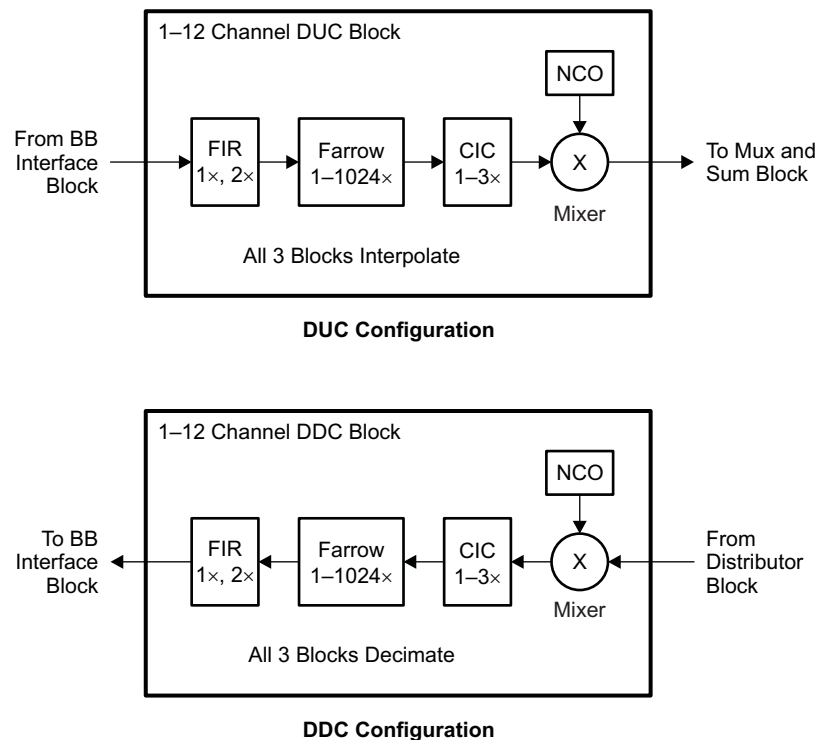 1–12 Channel DUC Block
NCO
From BB
Interface
Block
FIR
1×, 2×
Farrow
1–1024×
CIC
1–3×
X
Mixer
To Mux and
Sum Block
All 3 Blocks Interpolate
DUC Configuration
1–12 Channel DDC Block
NCO
To BB
Interface
Block
FIR
1×, 2×
Farrow
1–1024×
CIC
1–3×
X
Mixer
From
Distributor
Block
All 3 Blocks Decimate
DDC Configuration